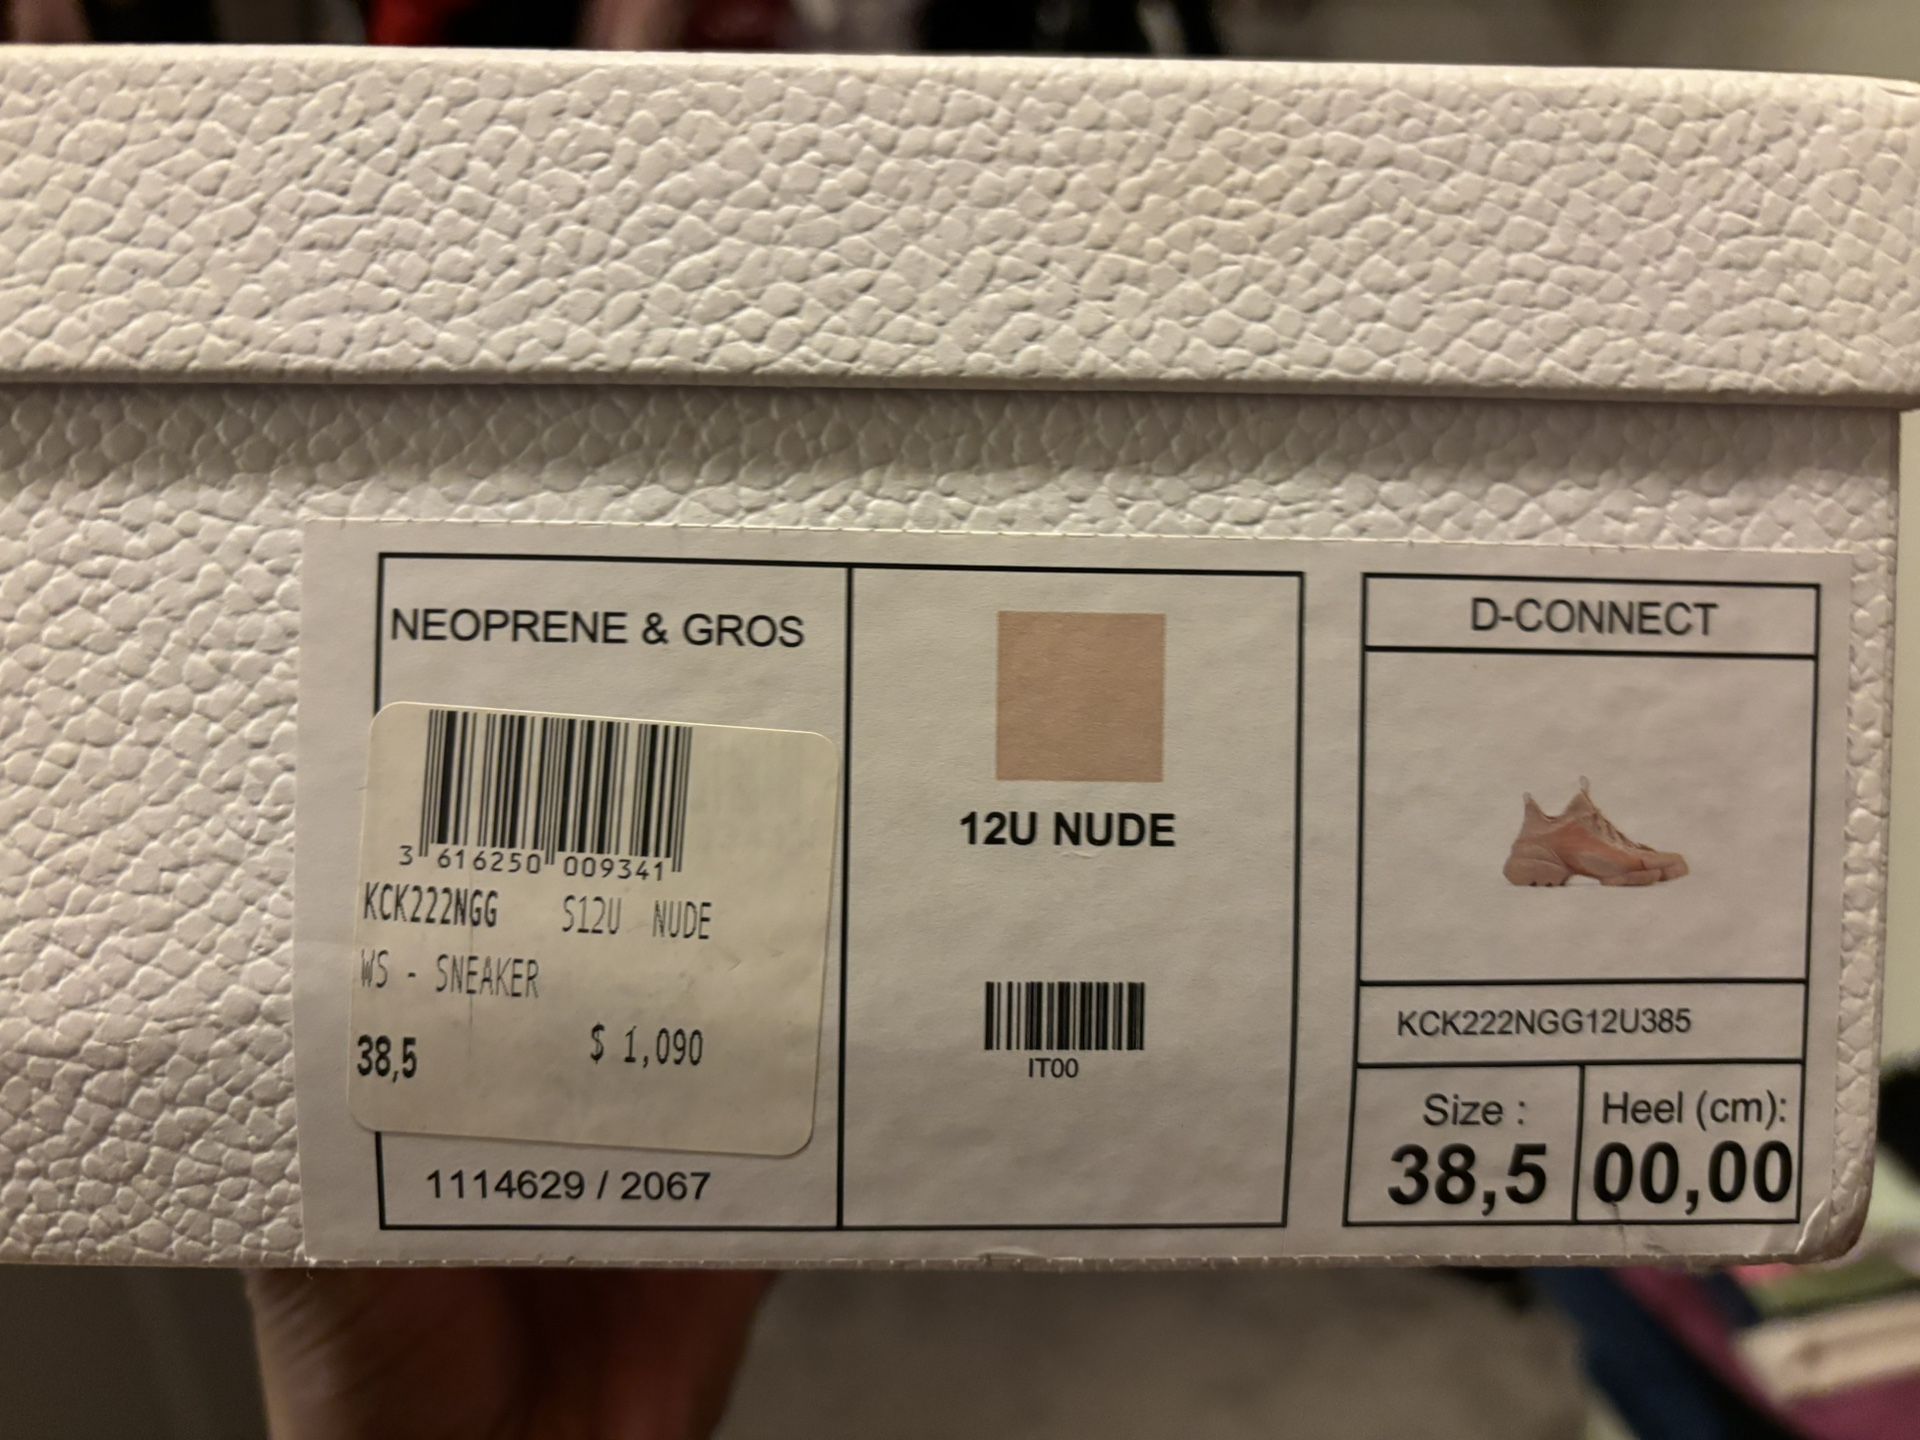 NEOPRENE & GROS
3 616250 009341
KCK222NGG S12U NUDE
WS - SNEAKER
38,5 $ 1,090
1114629 / 2067
12U NUDE
IT00
D-CONNECT
KCK222NGG12U385
Size : Heel (cm):
38,5 00,00